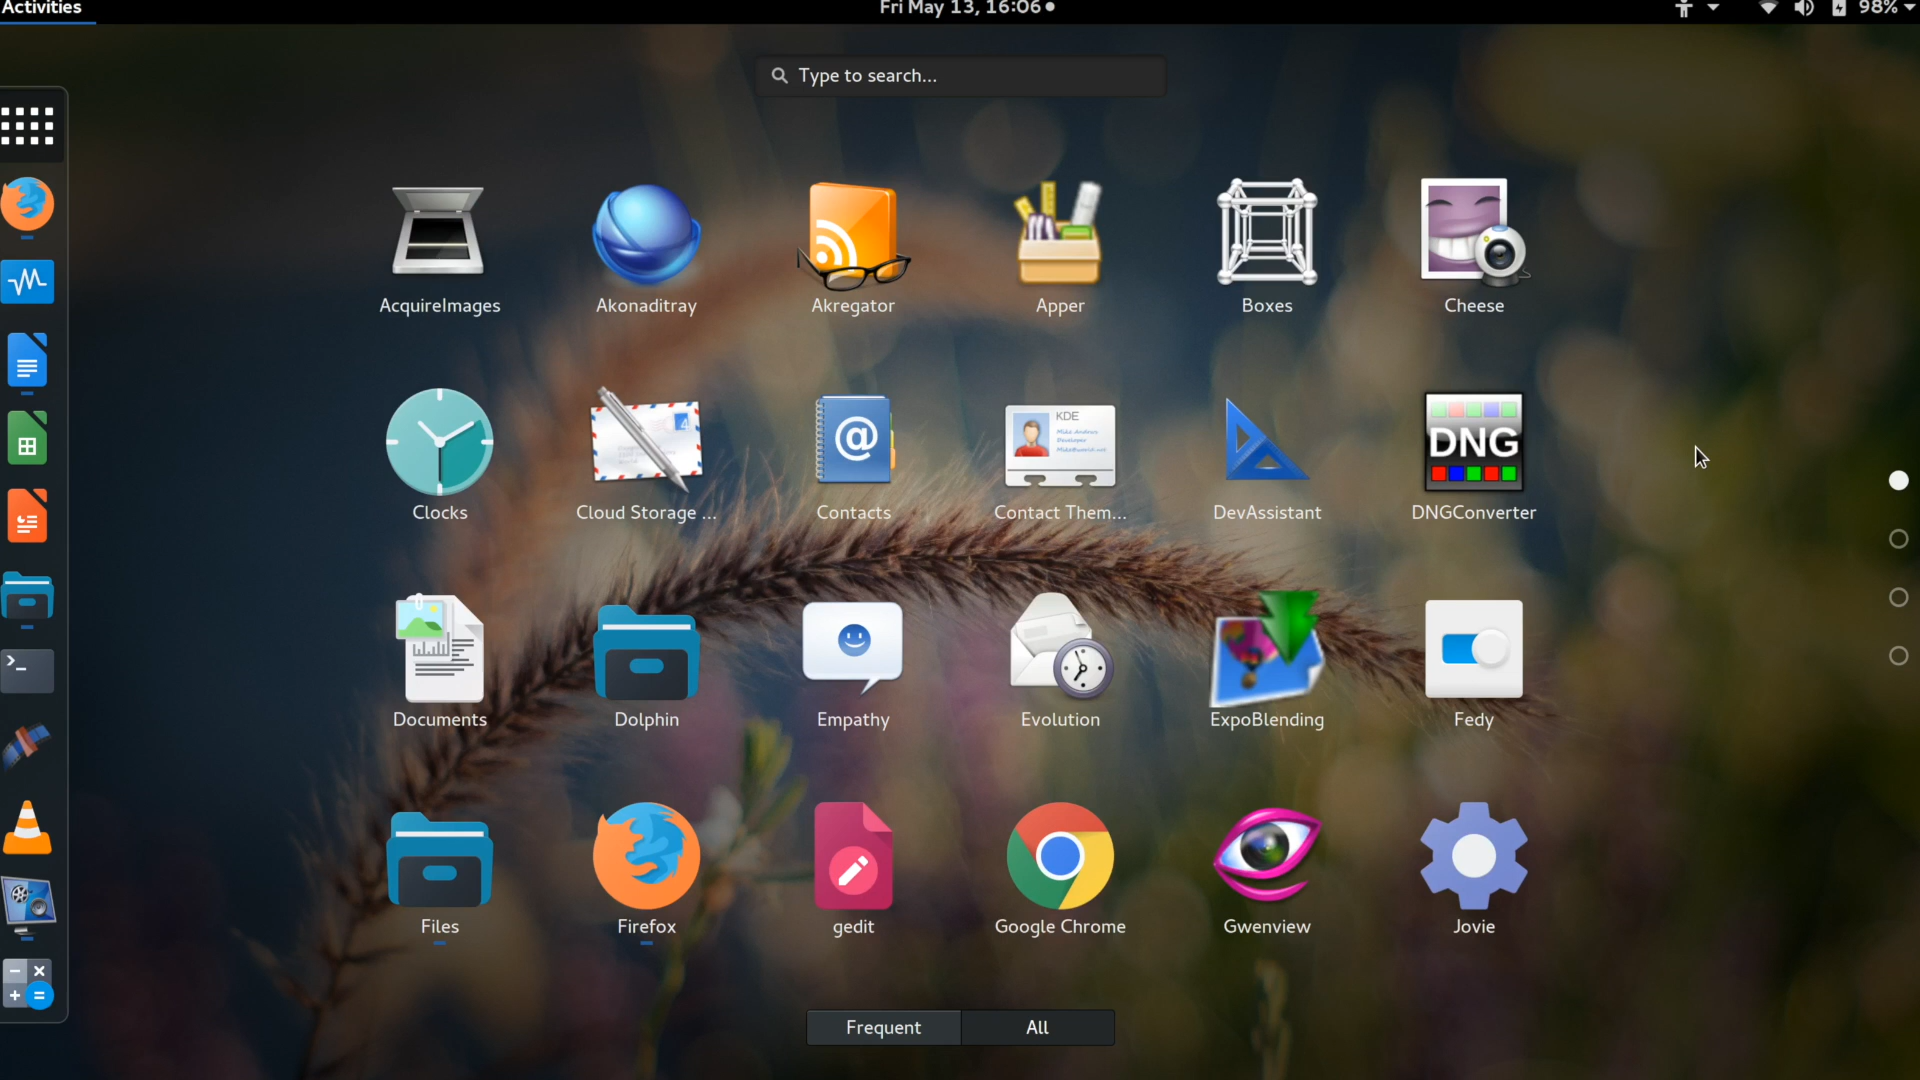 Activities
Fri May 13, 16:06
98%
Type to search...
AcquireImages
Akonaditray
Akregator
Apper
Boxes
Cheese
KDE
DNG
Clocks
Cloud Storage ...
Contacts
Contact Them...
DevAssistant
DNGConverter
Documents
Dolphin
Empathy
Evolution
ExpoBlending
Fedy
Files
Firefox
gedit
Google Chrome
Gwenview
Jovie
Frequent
All